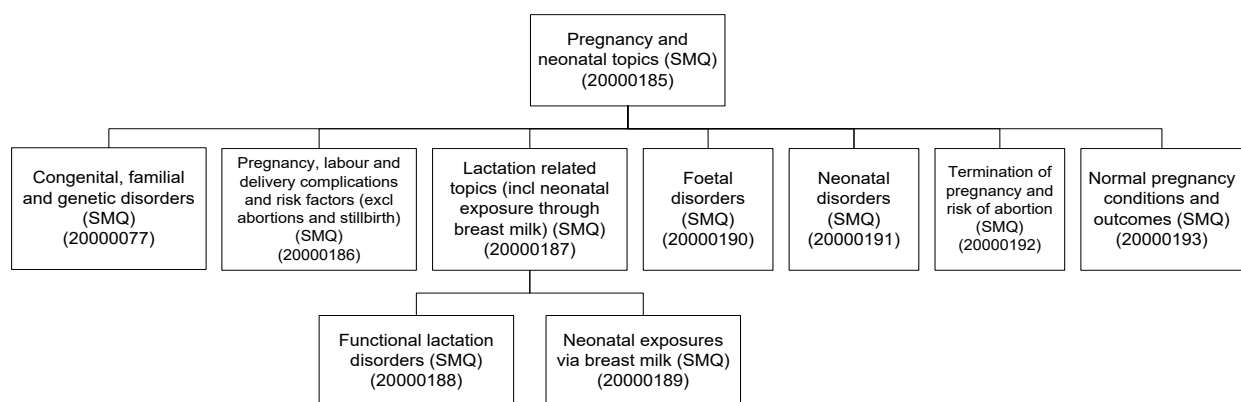 Pregnancy and
neonatal topics (SMQ)
(20000185)
Congenital, familial
and genetic disorders
(SMQ)
(20000077)
Pregnancy, labour and
delivery complications
and risk factors (excl
abortions and stillbirth)
(SMQ)
(20000186)
Lactation related
topics (incl neonatal
exposure through
breast milk) (SMQ)
(20000187)
Foetal
disorders
(SMQ)
(20000190)
Neonatal
disorders
(SMQ)
(20000191)
Termination of
pregnancy and
risk of abortion
(SMQ)
(20000192)
Normal pregnancy
conditions and
outcomes (SMQ)
(20000193)
Functional lactation
disorders (SMQ)
(20000188)
Neonatal exposures
via breast milk (SMQ)
(20000189)